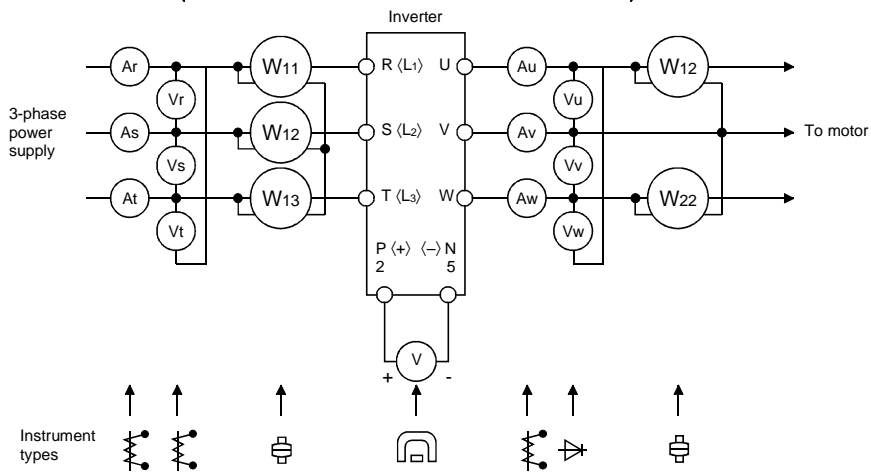 Inverter
Ar
W11
R ⟨L1⟩
U
Au
W12
Vr
Vu
3-phase
power
supply
As
W12
S ⟨L2⟩
V
Av
To motor
Vs
Vv
At
W13
T ⟨L3⟩
W
Aw
W22
Vt
Vw
P ⟨+⟩ ⟨–⟩ N
2 5
V
+ -
Instrument
types